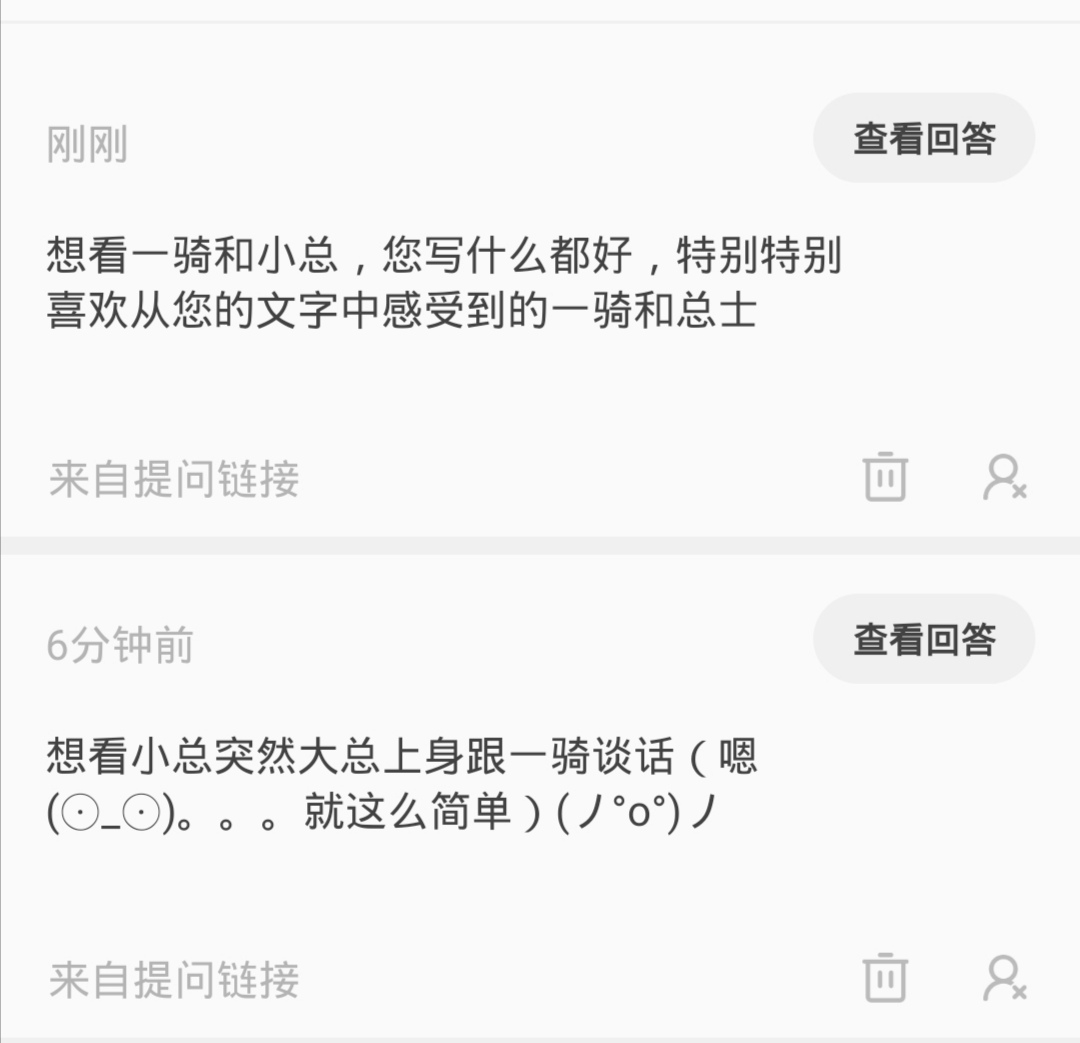 刚刚
查看回答
想看一骑和小总，您写什么都好，特别特别
喜欢从您的文字中感受到的一骑和总士
来自提问链接
6分钟前
查看回答
想看小总突然大总上身跟一骑谈话（嗯
(⊙_⊙)。。。就这么简单）(ノ°ο°)ノ
来自提问链接